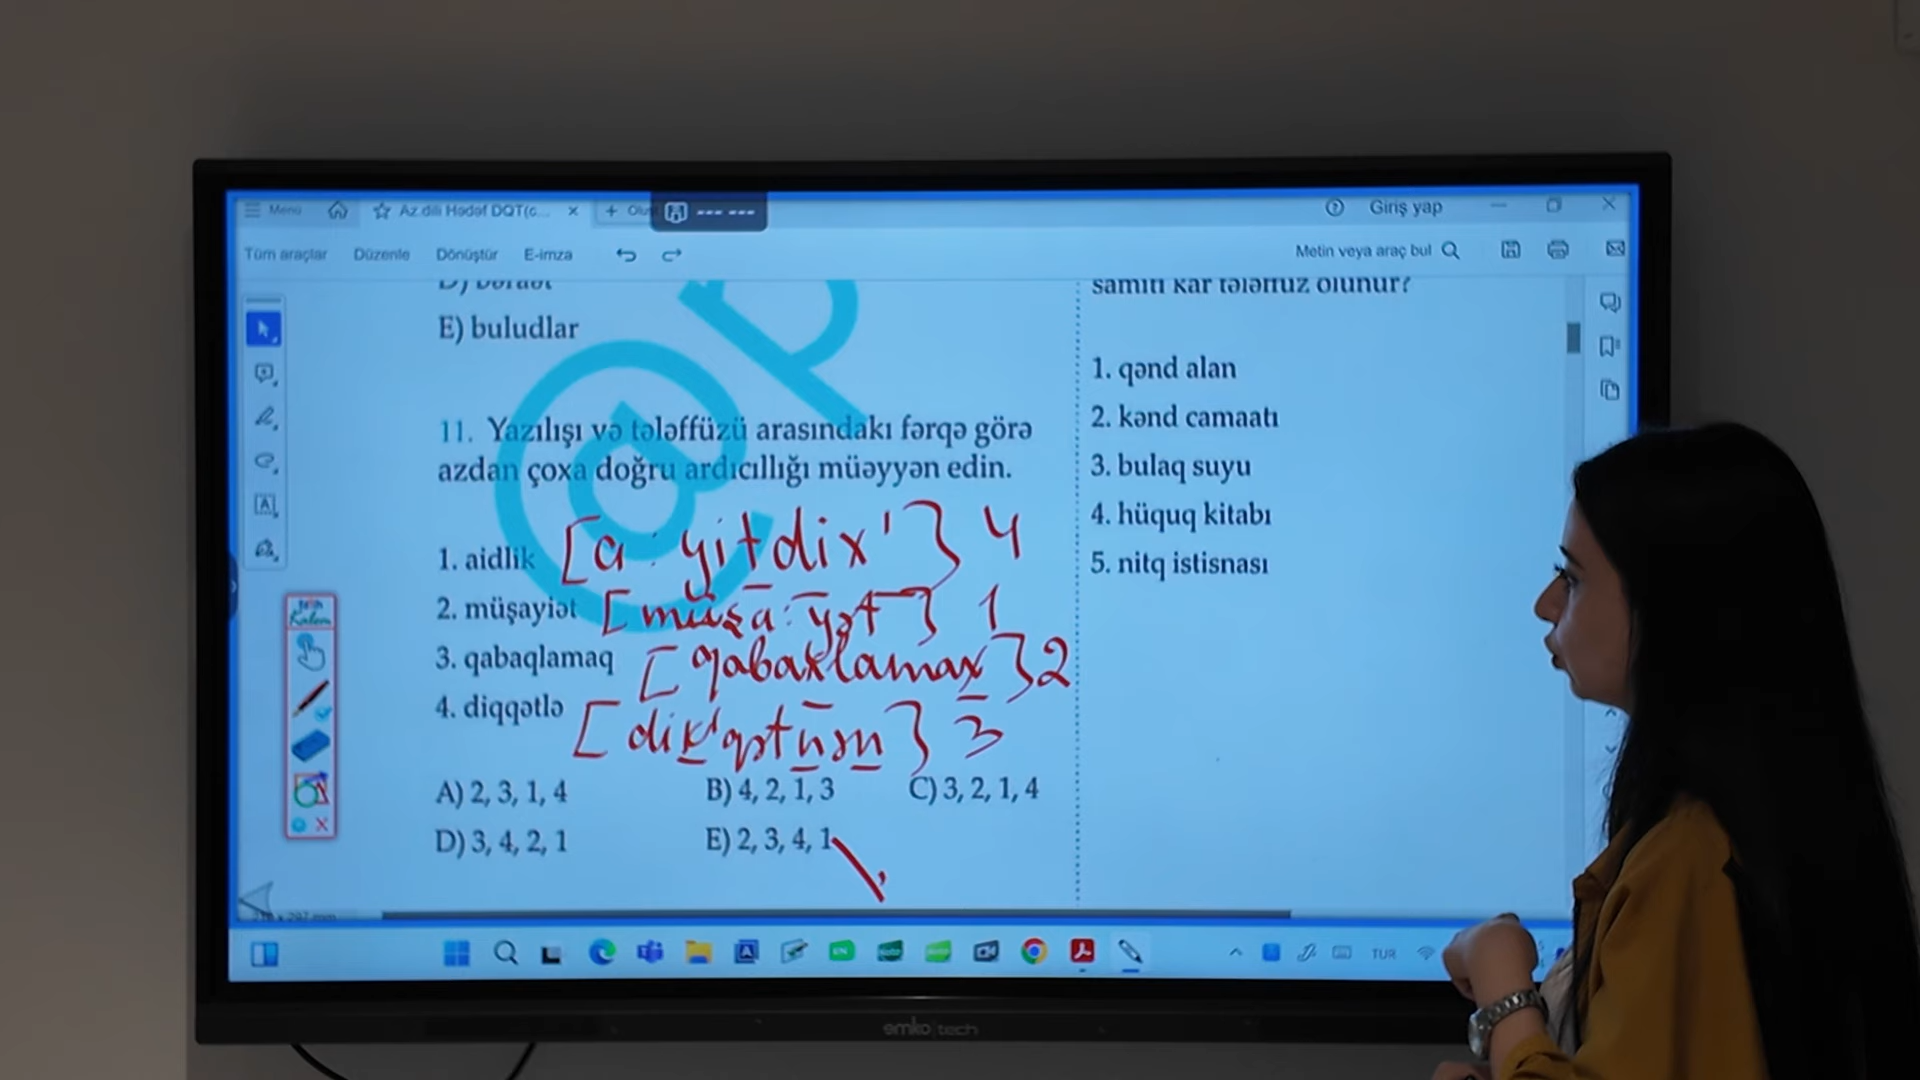 Menü
Az.dili Hədəf DQT(c...
Giriş yap
Tüm araçlar Düzenle Dönüştür E-imza
Metin veya araç bul
E) buludlar
11. Yazılışı və tələffüzü arasındakı fərqə görə
azdan çoxa doğru ardıcıllığı müəyyən edin.
1. aidlik [a:yitdix'] 4
2. müşayiət [müşa:yət] 1
3. qabaqlamaq [qabaxlamax] 2
4. diqqətlə 3
A) 2, 3, 1, 4 B) 4, 2, 1, 3 C) 3, 2, 1, 4
D) 3, 4, 2, 1 E) 2, 3, 4, 1
samiti kar tələffüz olunur?
1. qənd alan
2. kənd camaatı
3. bulaq suyu
4. hüquq kitabı
5. nitq istisnası
@p
TUR
emko tech